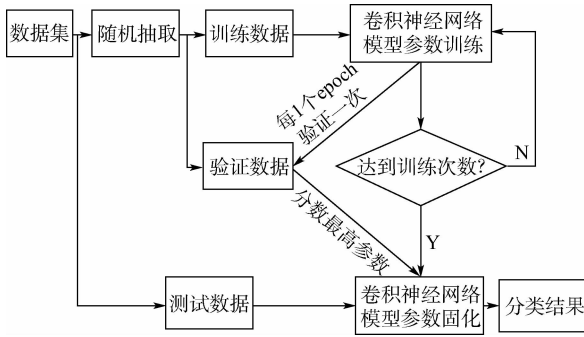 数据集
随机抽取
训练数据
卷积神经网络
模型参数训练
每1个epoch
验证一次
验证数据
达到训练次数?
N
分数最高参数
Y
测试数据
卷积神经网络
模型参数固化
分类结果